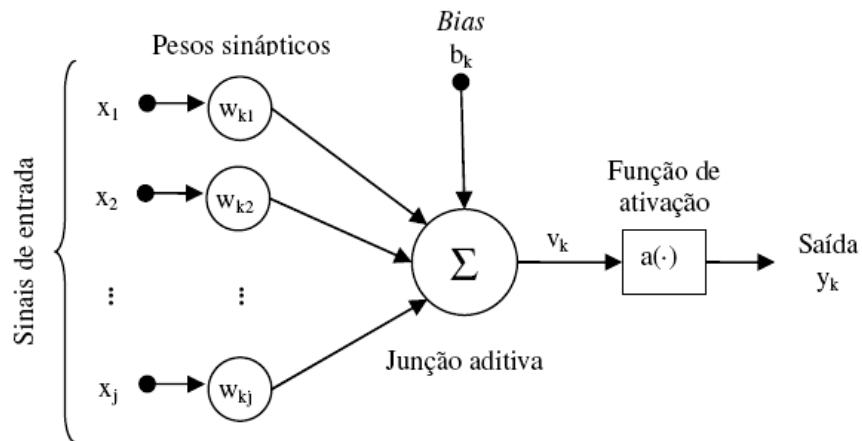 Bias
b_k
Pesos sinápticos
Sinais de entrada
x_1
w_k1
x_2
w_k2
⋮
⋮
x_j
w_kj
Σ
Junção aditiva
v_k
Função de
ativação
a(·)
Saída
y_k